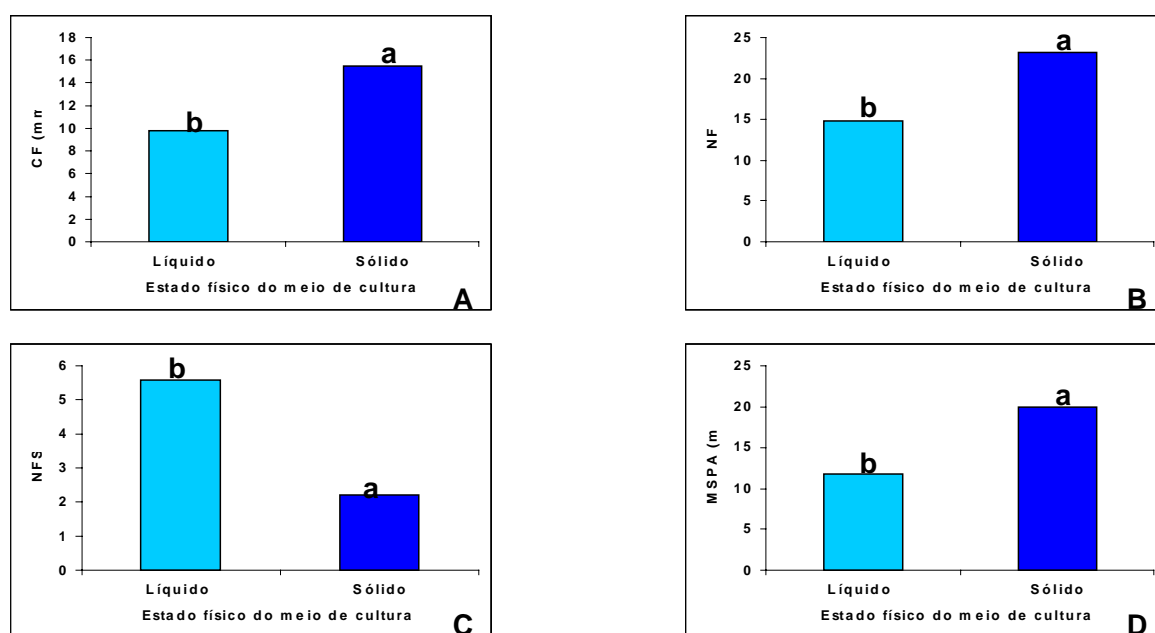 18
16
14
12
10
8
6
4
2
0
CF (mm
b
a
Líquido
Sólido
Estado físico do meio de cultura
A
25
20
15
10
5
0
NF
b
a
Líquido
Sólido
Estado físico do meio de cultura
B
6
5
4
3
2
1
0
NFS
b
a
Líquido
Sólido
Estado físico do meio de cultura
C
25
20
15
10
5
0
MSPA (m
b
a
Líquido
Sólido
Estado físico do meio de cultura
D